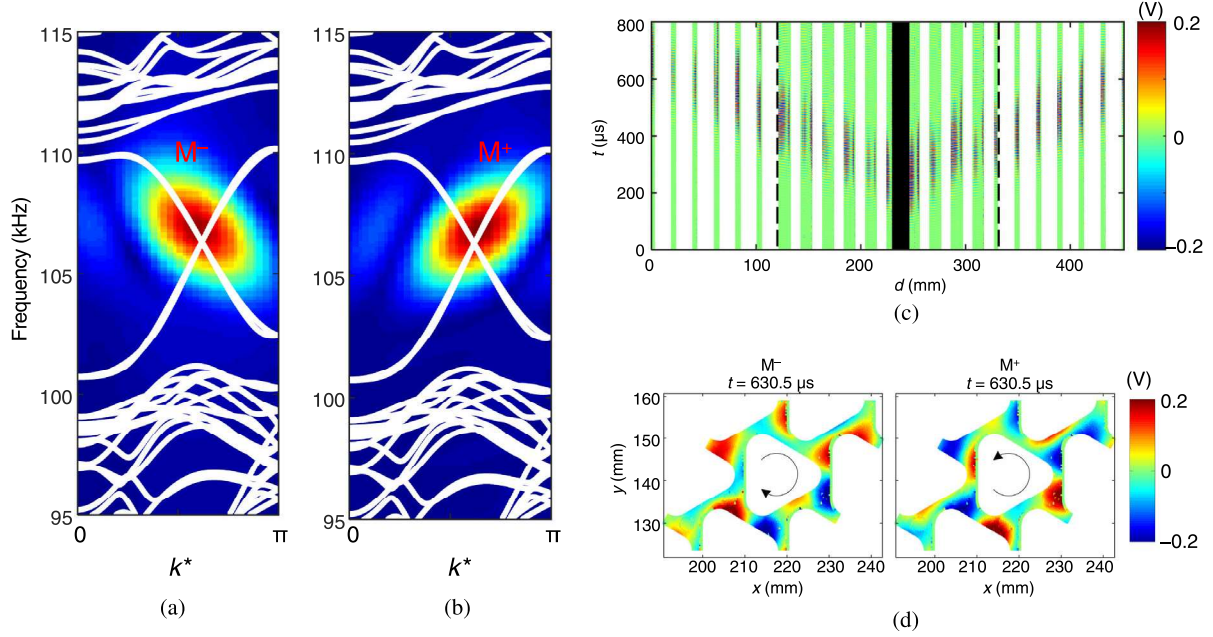 115
110
105
100
95
Frequency (kHz)
M–
0
π
k*
(a)
115
110
105
100
95
M+
0
π
k*
(b)
800
600
400
200
0
t (µs)
0
100
200
300
400
d (mm)
(V)
0.2
0
–0.2
(c)
M–
t = 630.5 µs
160
150
140
130
y (mm)
200 210 220 230 240
x (mm)
M+
t = 630.5 µs
200 210 220 230 240
x (mm)
(V)
0.2
0
–0.2
(d)